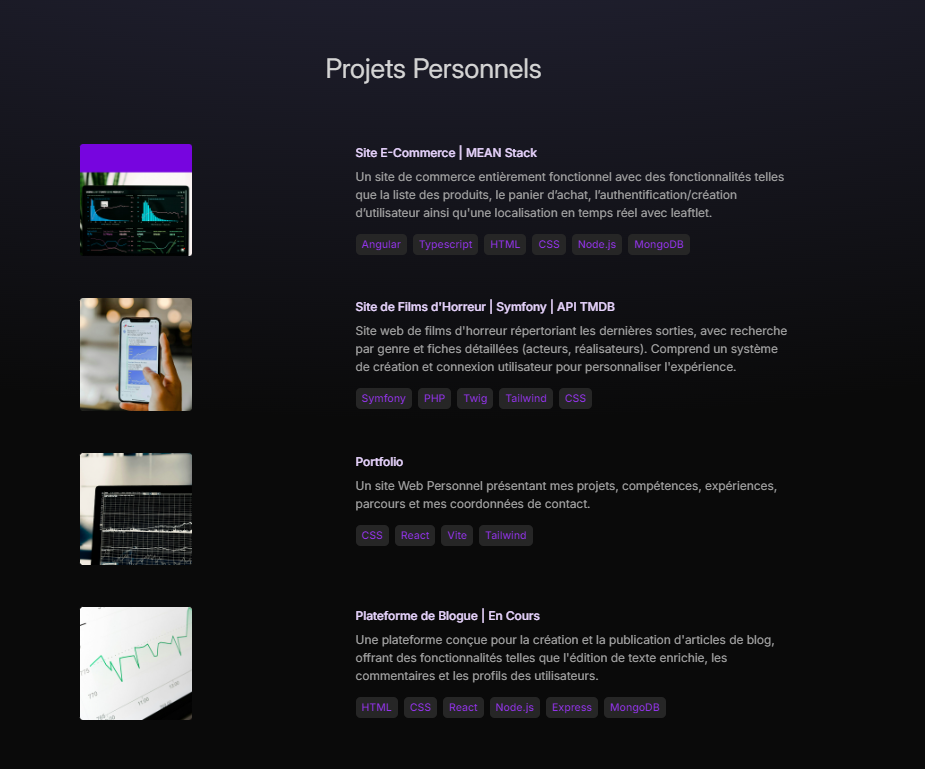 Projets Personnels
Site E-Commerce | MEAN Stack
Un site de commerce entièrement fonctionnel avec des fonctionnalités telles
que la liste des produits, le panier d’achat, l’authentification/création
d’utilisateur ainsi qu'une localisation en temps réel avec leaftlet.
Angular Typescript HTML CSS Node.js MongoDB
Site de Films d'Horreur | Symfony | API TMDB
Site web de films d'horreur répertoriant les dernières sorties, avec recherche
par genre et fiches détaillées (acteurs, réalisateurs). Comprend un système
de création et connexion utilisateur pour personnaliser l'expérience.
Symfony PHP Twig Tailwind CSS
Portfolio
Un site Web Personnel présentant mes projets, compétences, expériences,
parcours et mes coordonnées de contact.
CSS React Vite Tailwind
Plateforme de Blogue | En Cours
Une plateforme conçue pour la création et la publication d'articles de blog,
offrant des fonctionnalités telles que l'édition de texte enrichie, les
commentaires et les profils des utilisateurs.
HTML CSS React Node.js Express MongoDB